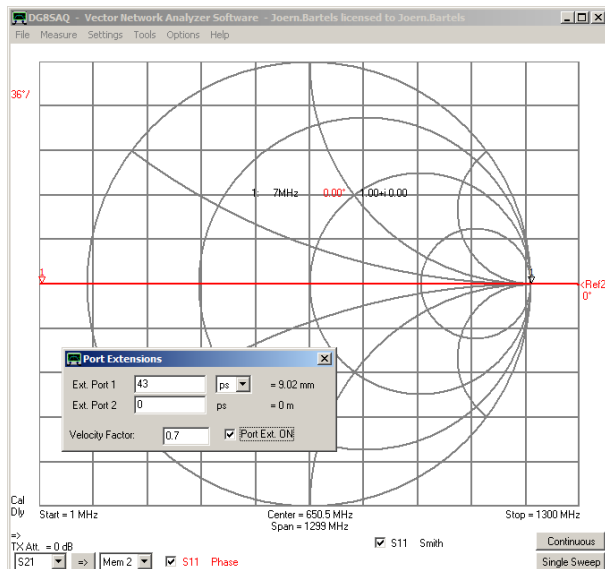 DG8SAQ - Vector Network Analyzer Software - Joern.Bartels licensed to Joern.Bartels
File Measure Settings Tools Options Help
36°/
1: 7MHz 0.00° 1.00+i 0.00
1 1
<Ref2
0°
Port Extensions
Ext. Port 1 43 ps = 9.02 mm
Ext. Port 2 0 ps = 0 m
Velocity Factor: 0.7 Port Ext. ON
Cal
Dly
Start = 1 MHz Center = 650.5 MHz Stop = 1300 MHz
Span = 1299 MHz
=>
TX Att. = 0 dB
S11 Smith Continuous
S21 => Mem 2 S11 Phase Single Sweep